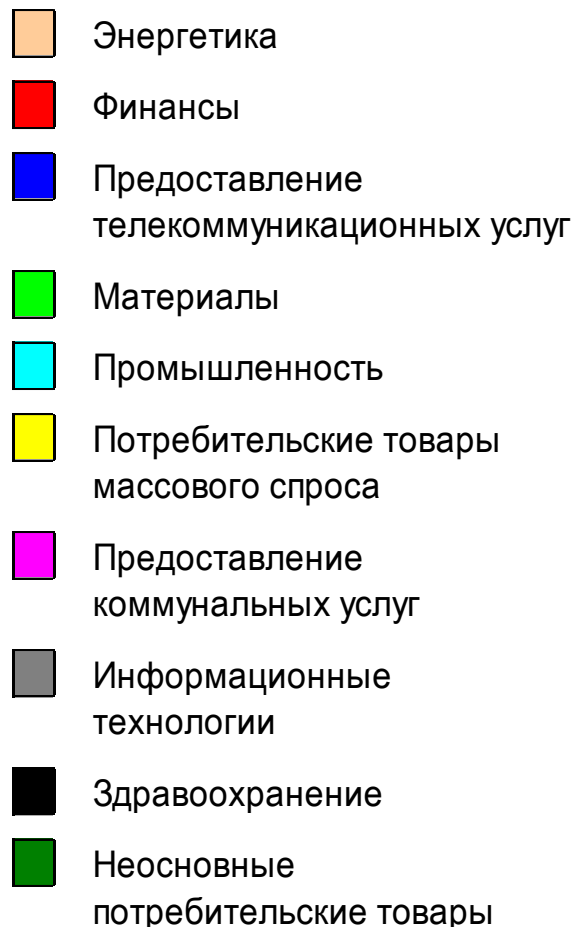 Энергетика
Финансы
Предоставление
телекоммуникационных услуг
Материалы
Промышленность
Потребительские товары
массового спроса
Предоставление
коммунальных услуг
Информационные
технологии
Здравоохранение
Неосновные
потребительские товары